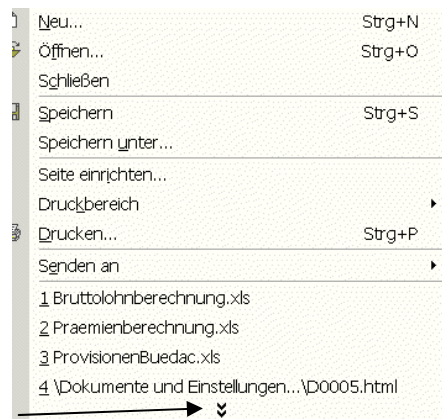 Neu... Strg+N
Öffnen... Strg+O
Schließen
Speichern Strg+S
Speichern unter...
Seite einrichten...
Druckbereich
Drucken... Strg+P
Senden an
1 Bruttolohnberechnung.xls
2 Praemienberechnung.xls
3 ProvisionenBuedac.xls
4 \Dokumente und Einstellungen...\D0005.html